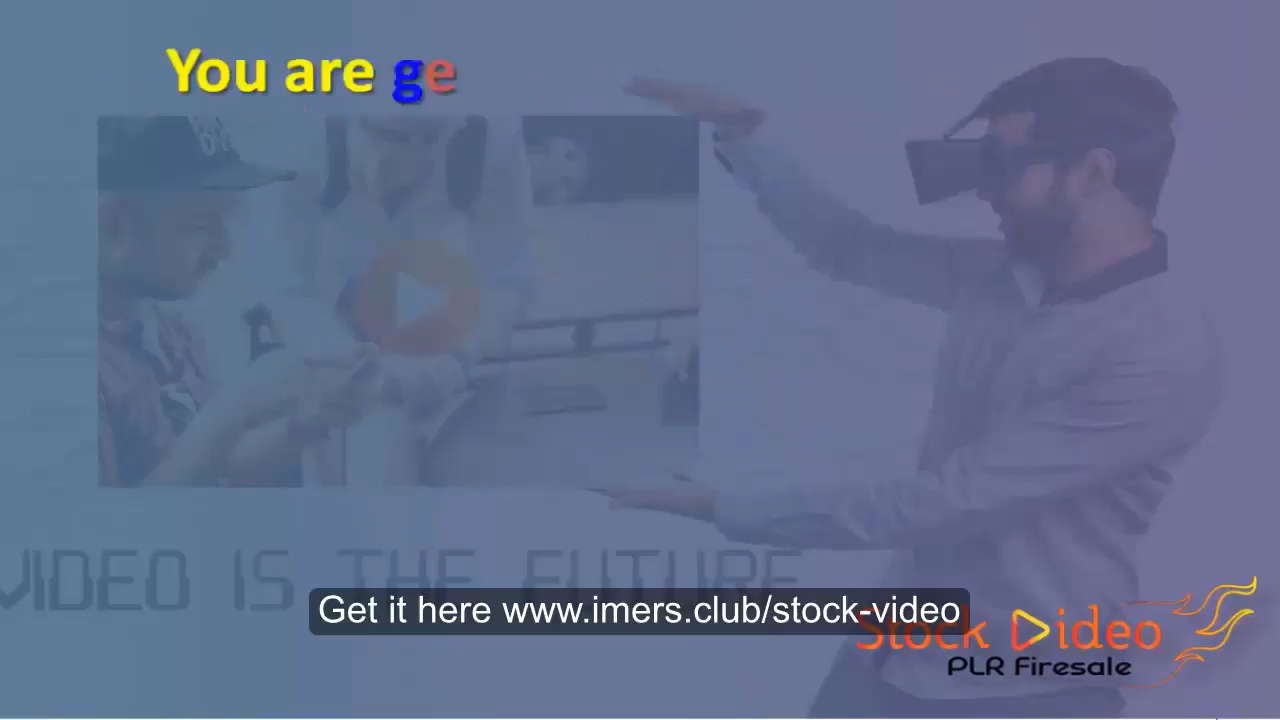 You are ge
VIDEO IS THE FUTURE
Get it here www.imers.club/stock-video
Stock Video
PLR Firesale